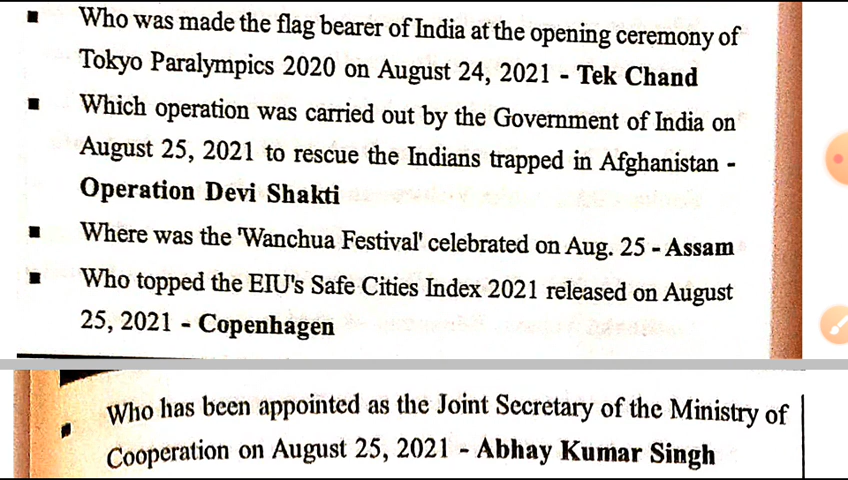 Who was made the flag bearer of India at the opening ceremony of
Tokyo Paralympics 2020 on August 24, 2021 - Tek Chand
Which operation was carried out by the Government of India on
August 25, 2021 to rescue the Indians trapped in Afghanistan -
Operation Devi Shakti
Where was the 'Wanchua Festival' celebrated on Aug. 25 - Assam
Who topped the EIU's Safe Cities Index 2021 released on August
25, 2021 - Copenhagen
Who has been appointed as the Joint Secretary of the Ministry of
Cooperation on August 25, 2021 - Abhay Kumar Singh